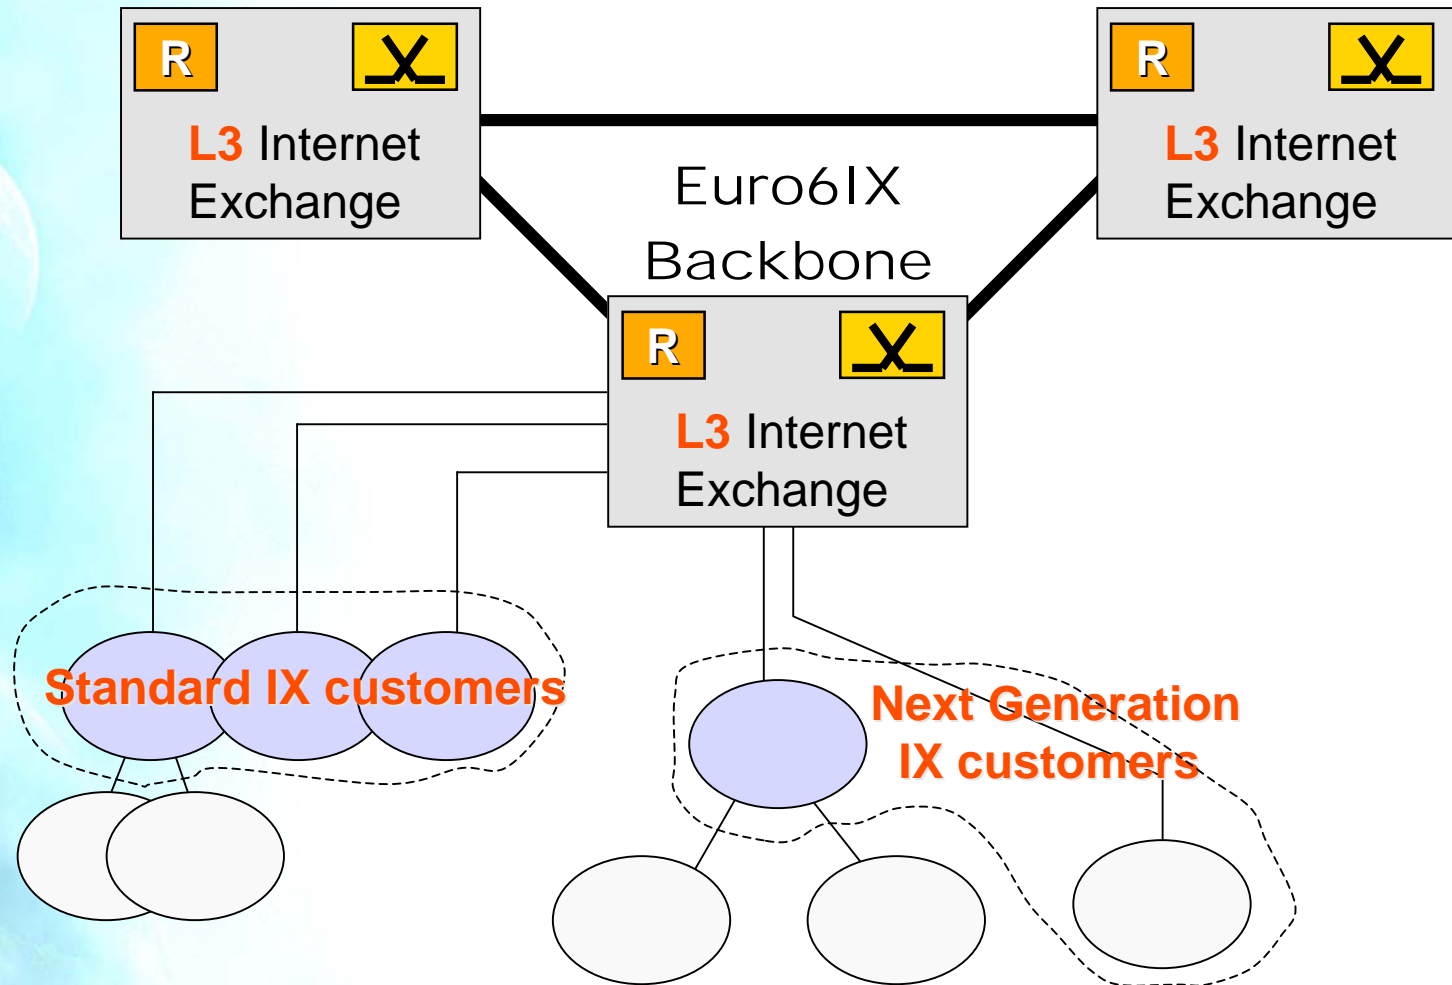 R
L3 Internet
Exchange
R
L3 Internet
Exchange
Euro6IX
Backbone
R
L3 Internet
Exchange
Standard IX customers
Next Generation
IX customers